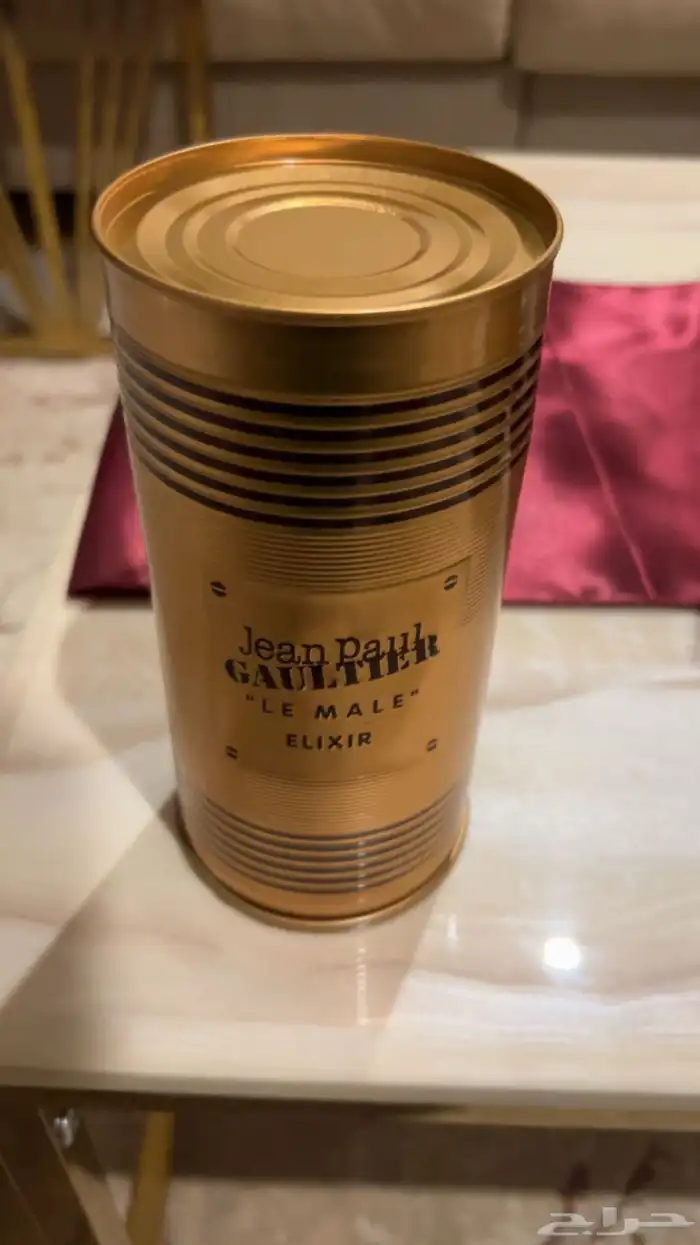 Jean Paul
GAULTIER
"LE MALE"
ELIXIR
حراج